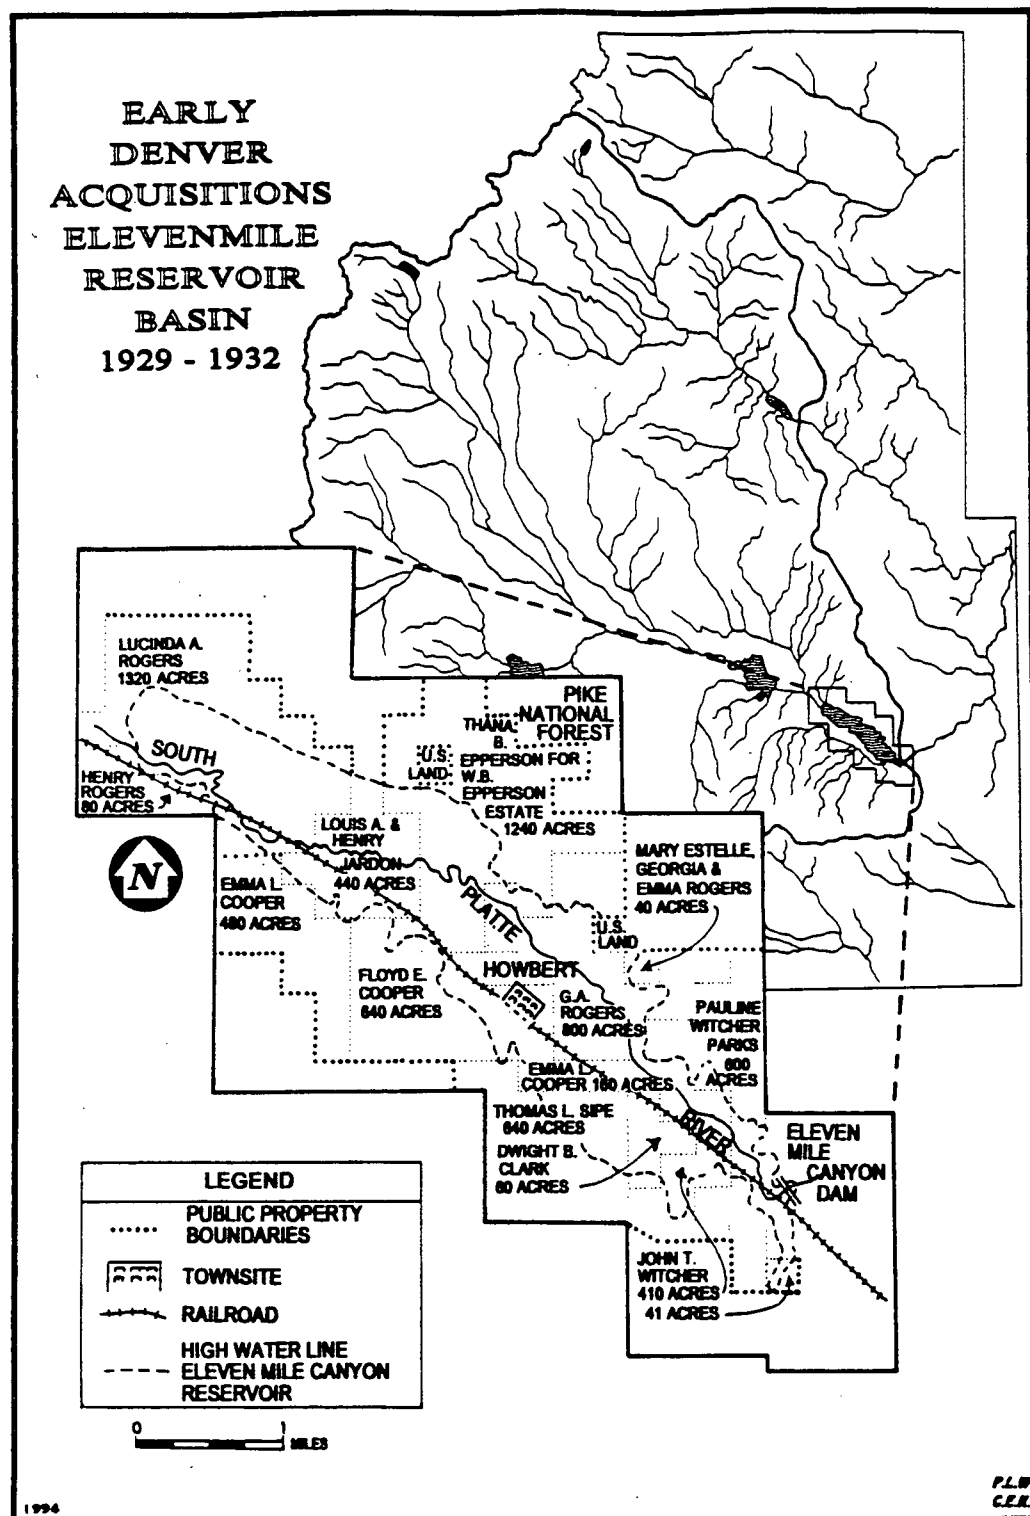 EARLY
DENVER
ACQUISITIONS
ELEVENMILE
RESERVOIR
BASIN
1929 - 1932
LUCINDA A.
ROGERS
1320 ACRES
SOUTH
HENRY
ROGERS
80 ACRES
N
PIKE
NATIONAL
FOREST
THANA
B.
EPPERSON FOR
W.B.
EPPERSON
ESTATE
1240 ACRES
U.S.
LAND
LOUIS A. &
HENRY
JARDON
440 ACRES
EMMA L.
COOPER
480 ACRES
PLATTE
MARY ESTELLE,
GEORGIA &
EMMA ROGERS
40 ACRES
U.S.
LAND
FLOYD E.
COOPER
640 ACRES
HOWBERT
G.A.
ROGERS
800 ACRES
PAULINE
WITCHER
PARKS
600
ACRES
EMMA L.
COOPER 160 ACRES
THOMAS L. SIPE
640 ACRES
DWIGHT B.
CLARK
80 ACRES
RIVER
ELEVEN
MILE
CANYON
DAM
JOHN T.
WITCHER
410 ACRES
41 ACRES
LEGEND
PUBLIC PROPERTY
BOUNDARIES
TOWNSITE
RAILROAD
HIGH WATER LINE
ELEVEN MILE CANYON
RESERVOIR
0 1
MILES
1994